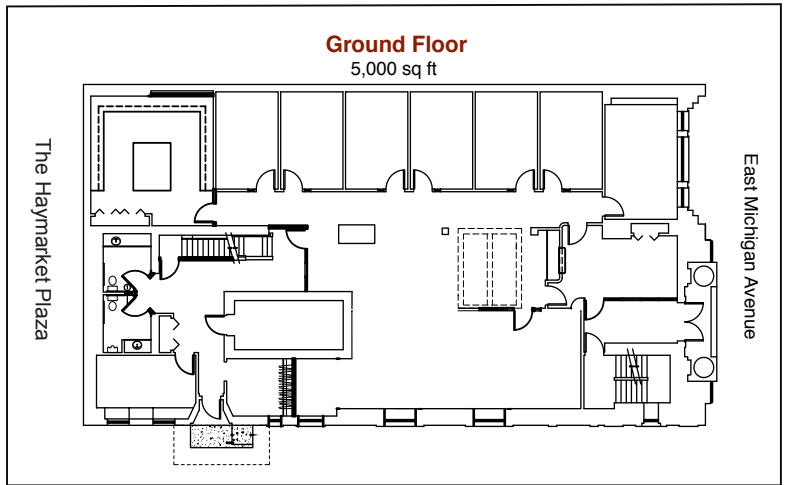 Ground Floor
5,000 sq ft
The Haymarket Plaza
East Michigan Avenue